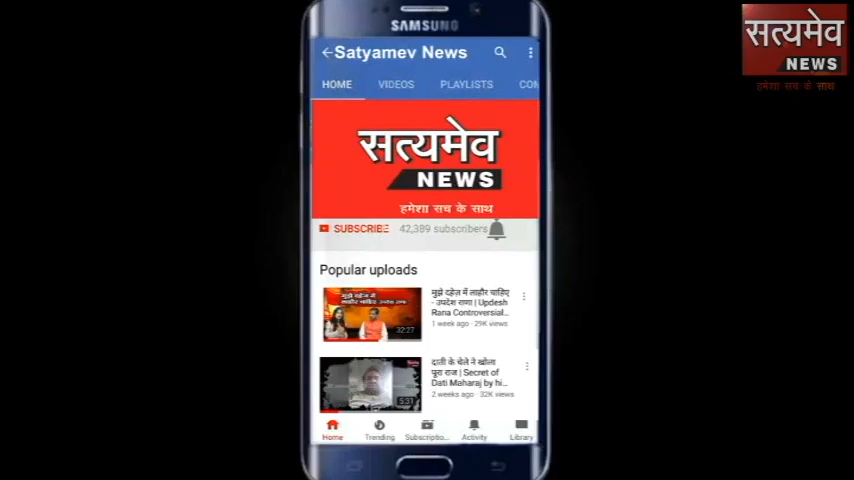 SAMSUNG
Satyamev News
HOME VIDEOS PLAYLISTS
सत्यमेव
NEWS
हमेशा सच के साथ
SUBSCRIBE 42,389 subscribers
Popular uploads
मुझे दहेज़ में लाहौर चाहिए
- उपदेश राणा | Updesh
Rana Controversial...
1 week ago · 29K views
मुझे दहेज में
लाहौर चाहिए
32:27
दाती के चेले ने खोला
पूरा राज | Secret of
Dati Maharaj by hi...
2 weeks ago · 32K views
5:31
Home Trending Subscriptio... Activity Library
सत्यमेव
NEWS
हमेशा सच के साथ